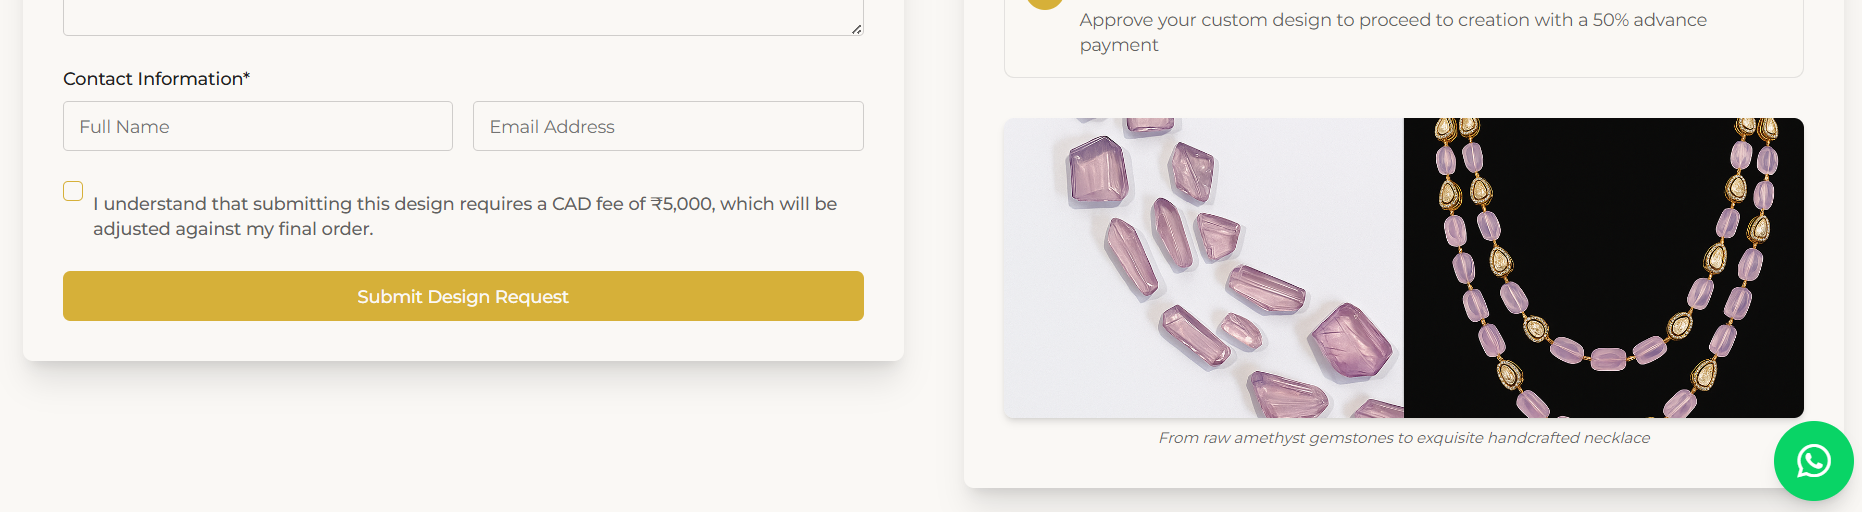 Contact Information*
Full Name
Email Address
I understand that submitting this design requires a CAD fee of ₹5,000, which will be
adjusted against my final order.
Submit Design Request
Approve your custom design to proceed to creation with a 50% advance
payment
From raw amethyst gemstones to exquisite handcrafted necklace